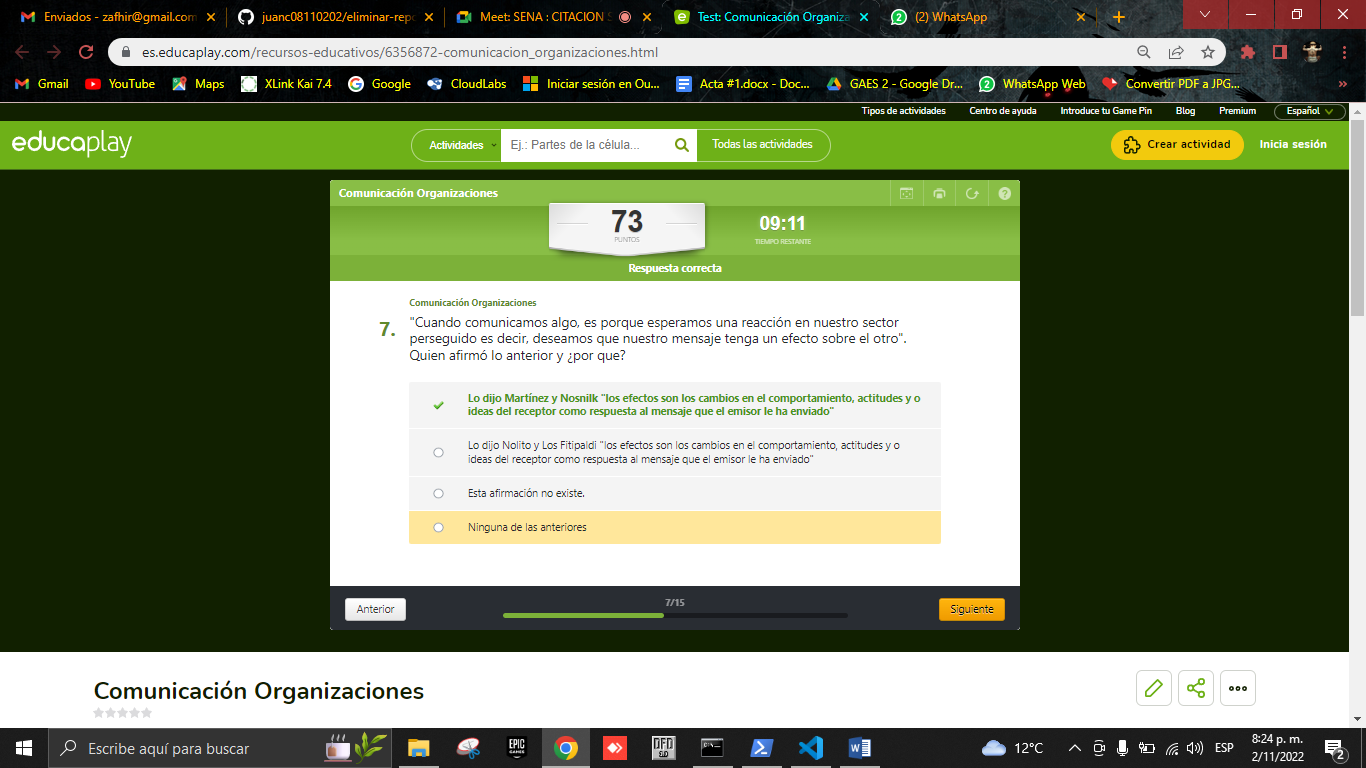 Enviados - zafhir@gmail.com
juanc08110202/eliminar-repo
Meet: SENA : CITACION S
Test: Comunicación Organiza
(2) WhatsApp
es.educaplay.com/recursos-educativos/6356872-comunicacion_organizaciones.html
Gmail
YouTube
Maps
XLink Kai 7.4
Google
CloudLabs
Iniciar sesión en Ou...
Acta #1.docx - Doc...
GAES 2 - Google Dr...
WhatsApp Web
Convertir PDF a JPG...
»
Tipos de actividades
Centro de ayuda
Introduce tu Game Pin
Blog
Premium
Español
educaplay
Actividades
Ej.: Partes de la célula...
Todas las actividades
Crear actividad
Inicia sesión
Comunicación Organizaciones
73
PUNTOS
09:11
TIEMPO RESTANTE
Respuesta correcta
Comunicación Organizaciones
7.
"Cuando comunicamos algo, es porque esperamos una reacción en nuestro sector
perseguido es decir, deseamos que nuestro mensaje tenga un efecto sobre el otro".
Quien afirmó lo anterior y ¿por que?
Lo dijo Martínez y Nosnilk "los efectos son los cambios en el comportamiento, actitudes y o
ideas del receptor como respuesta al mensaje que el emisor le ha enviado"
Lo dijo Nolito y Los Fitipaldi "los efectos son los cambios en el comportamiento, actitudes y o
ideas del receptor como respuesta al mensaje que el emisor le ha enviado"
Esta afirmación no existe.
Ninguna de las anteriores
Anterior
7/15
Siguiente
Comunicación Organizaciones
Escribe aquí para buscar
EPIC
GAMES
12°C
ESP
8:24 p. m.
2/11/2022
2